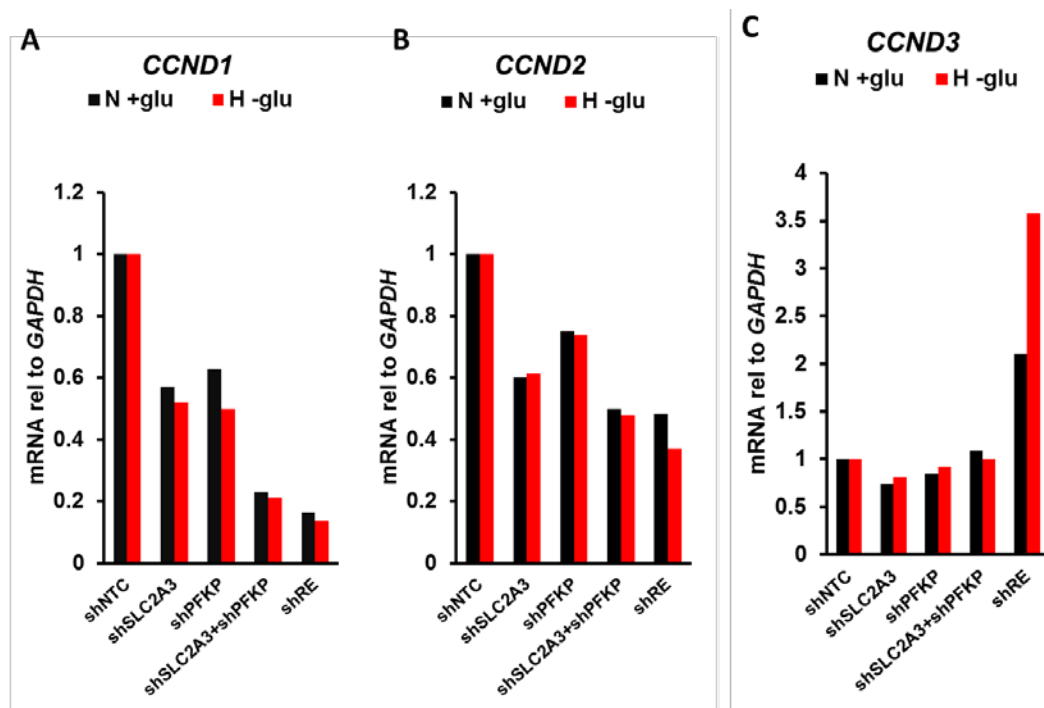 A
CCND1
N +glu H -glu
mRNA rel to GAPDH
1.2
1
0.8
0.6
0.4
0.2
0
shNTC
shSLC2A3
shPFKP
shSLC2A3+shPFKP
shRE
B
CCND2
N +glu H -glu
mRNA rel to GAPDH
1.2
1
0.8
0.6
0.4
0.2
0
shNTC
shSLC2A3
shPFKP
shSLC2A3+shPFKP
shRE
C
CCND3
N +glu H -glu
mRNA rel to GAPDH
4
3.5
3
2.5
2
1.5
1
0.5
0
shNTC
shSLC2A3
shPFKP
shSLC2A3+shPFKP
shRE